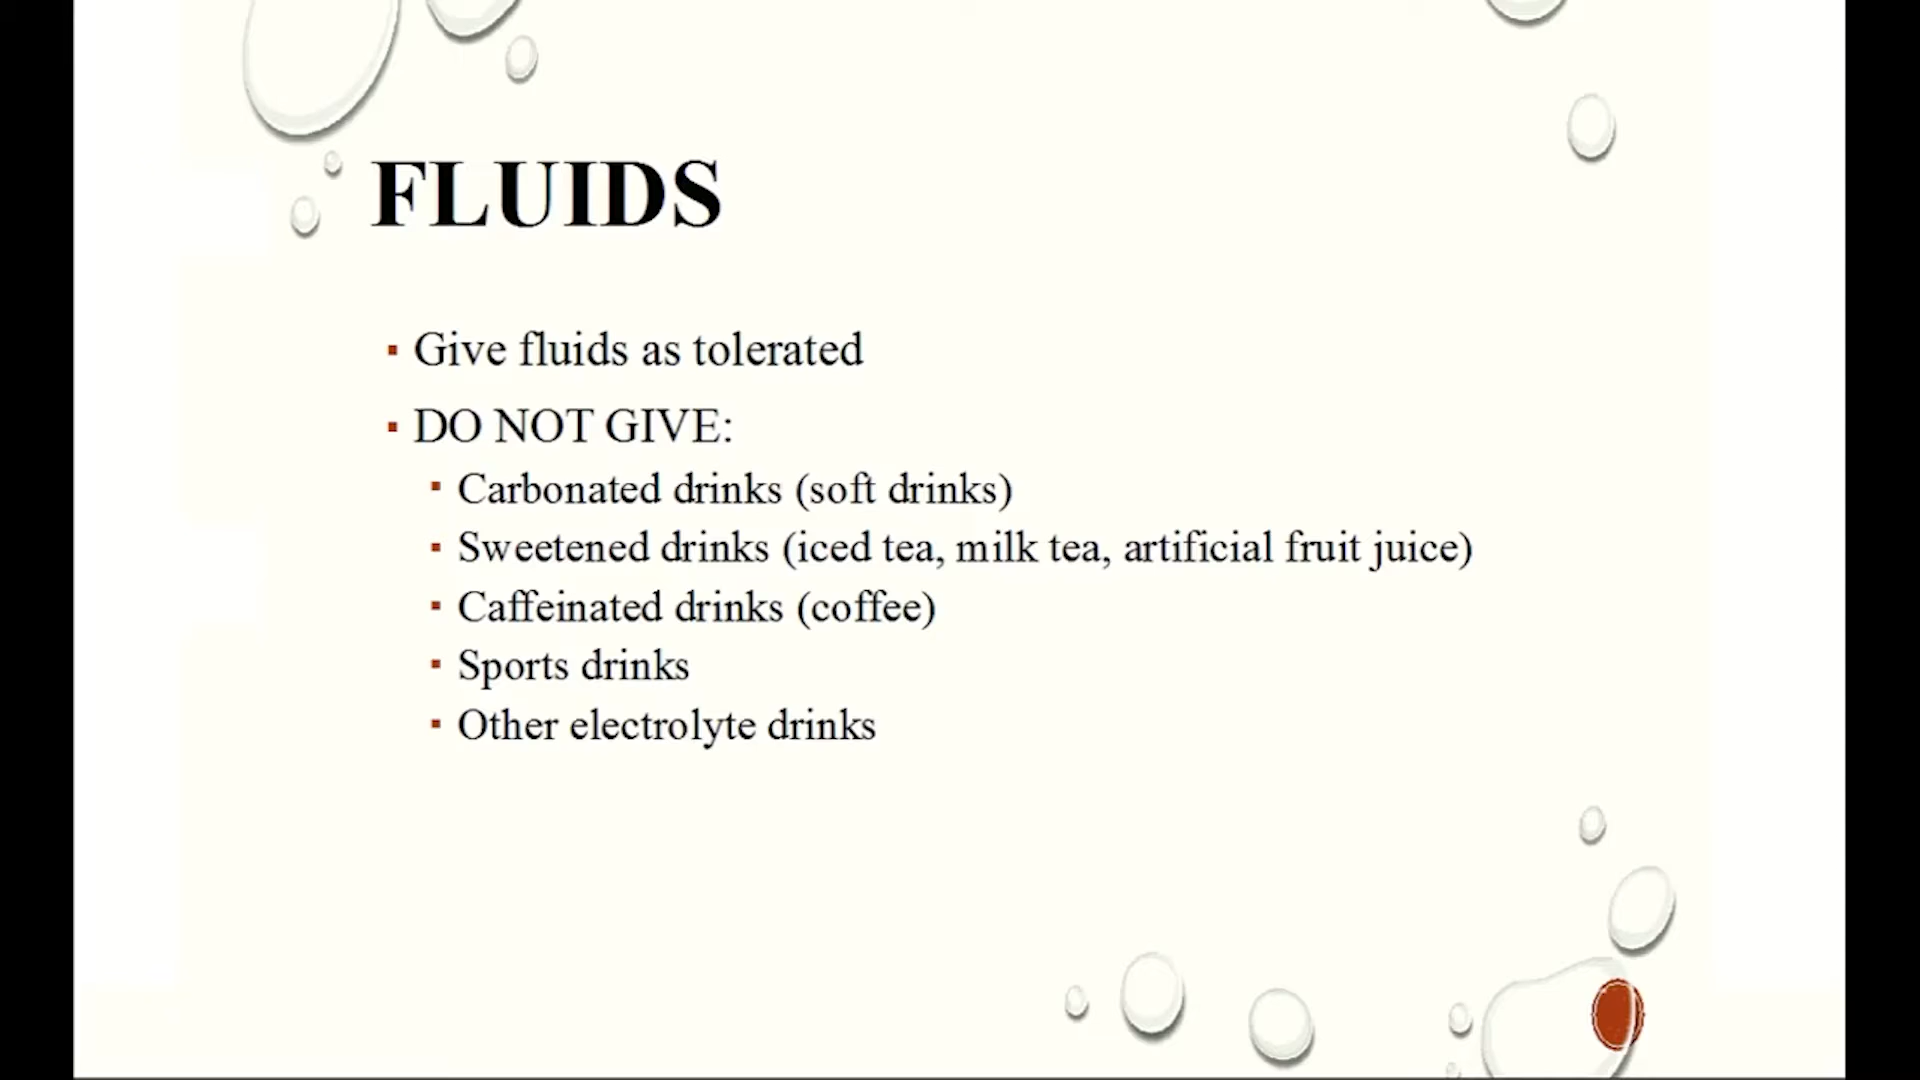 FLUIDS
▪ Give fluids as tolerated
▪ DO NOT GIVE:
▪ Carbonated drinks (soft drinks)
▪ Sweetened drinks (iced tea, milk tea, artificial fruit juice)
▪ Caffeinated drinks (coffee)
▪ Sports drinks
▪ Other electrolyte drinks